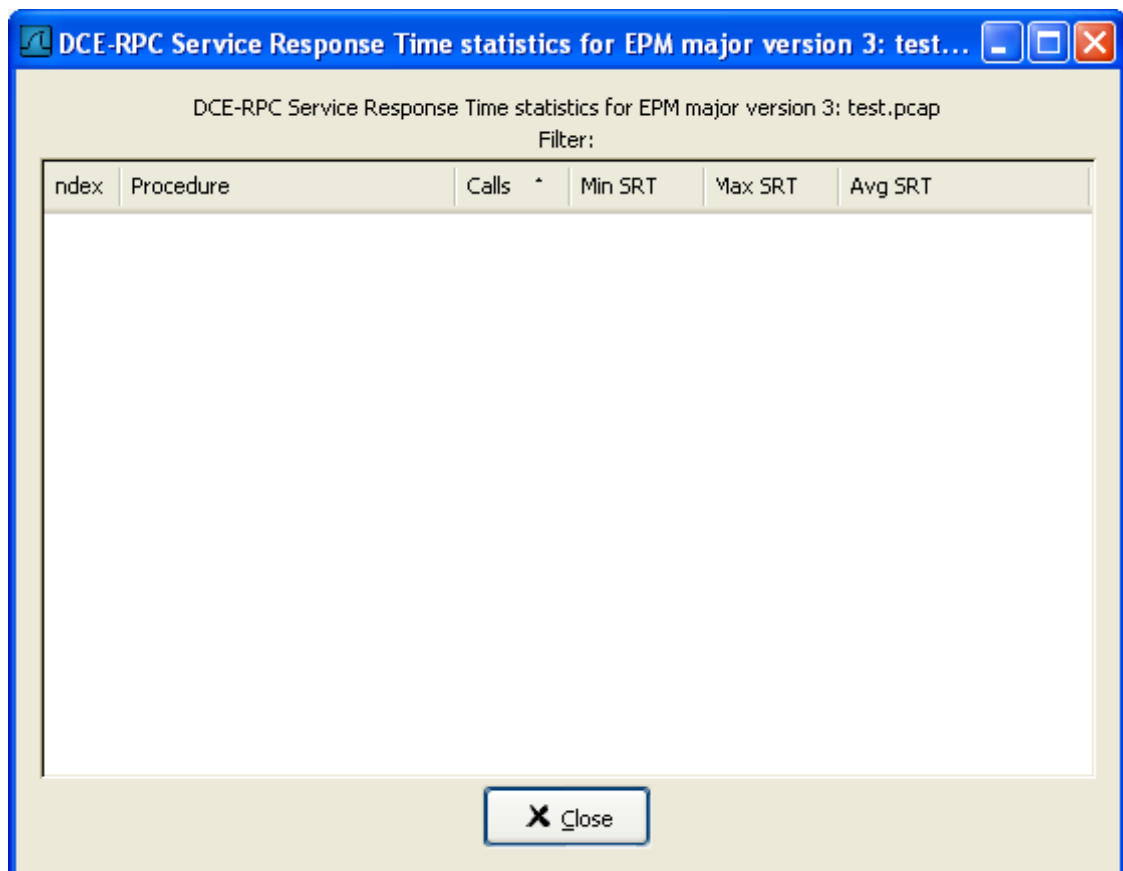 DCE-RPC Service Response Time statistics for EPM major version 3: test...
DCE-RPC Service Response Time statistics for EPM major version 3: test.pcap
Filter:
ndex Procedure Calls Min SRT Max SRT Avg SRT
Close